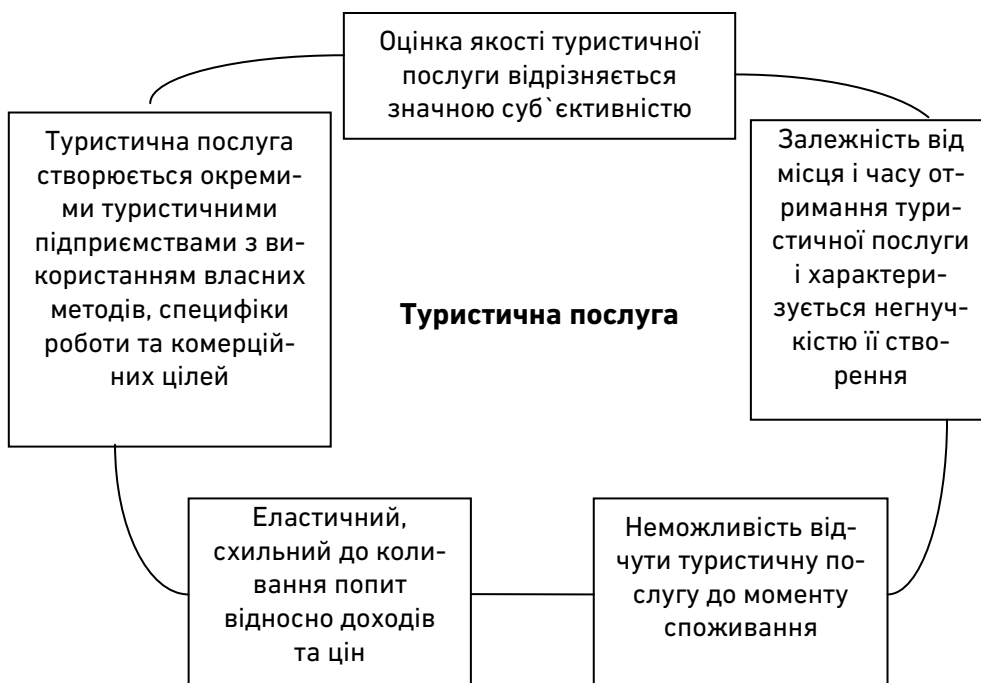 Оцінка якості туристичної
послуги відрізняється
значною суб`єктивністю
Туристична послуга
створюється окреми-
ми туристичними
підприємствами з ви-
користанням власних
методів, специфіки
роботи та комерцій-
них цілей
Залежність від
місця і часу от-
римання тури-
стичної послуги
і характери-
зується негнуч-
кістю її ство-
рення
Туристична послуга
Еластичний,
схильний до коли-
вання попит
відносно доходів
та цін
Неможливість від-
чути туристичну по-
слугу до моменту
споживання